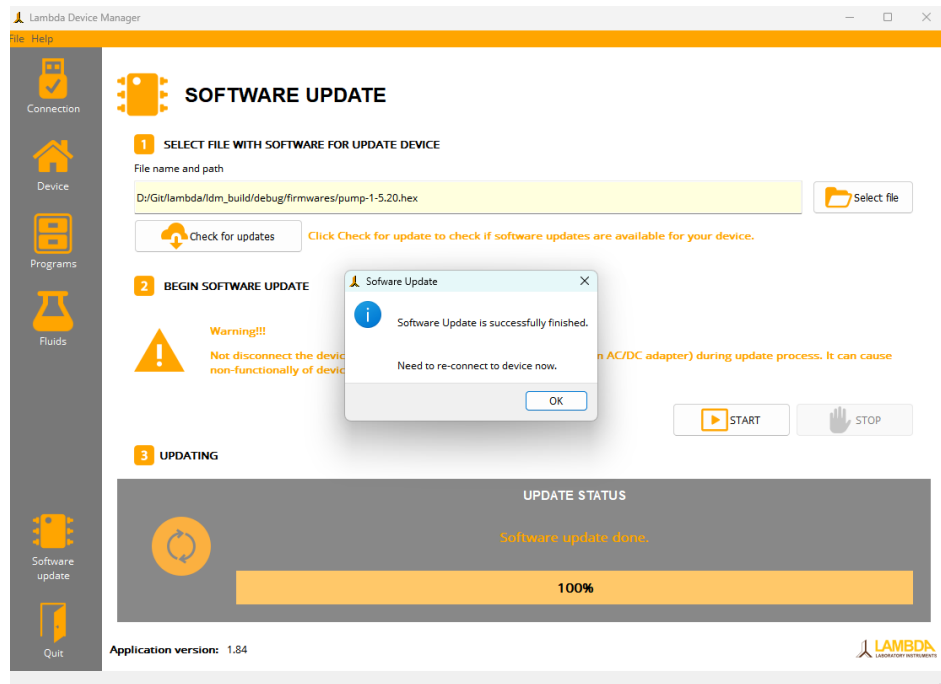 Lambda Device Manager
File Help
Connection
Device
Programs
Fluids
Software
update
Quit
SOFTWARE UPDATE
1 SELECT FILE WITH SOFTWARE FOR UPDATE DEVICE
File name and path
D:/Git/lambda/ldm_build/debug/firmwares/pump-1-5.20.hex
Select file
Check for updates
Click Check for update to check if software updates are available for your device.
2 BEGIN SOFTWARE UPDATE
Warning!!!
Not disconnect the devic
n AC/DC adapter) during update process. It can cause
non-functionally of devic
Sofware Update
i
Software Update is successfully finished.
Need to re-connect to device now.
OK
START
STOP
3 UPDATING
UPDATE STATUS
Software update done.
100%
Application version: 1.84
LAMBDA
LABORATORY INSTRUMENTS